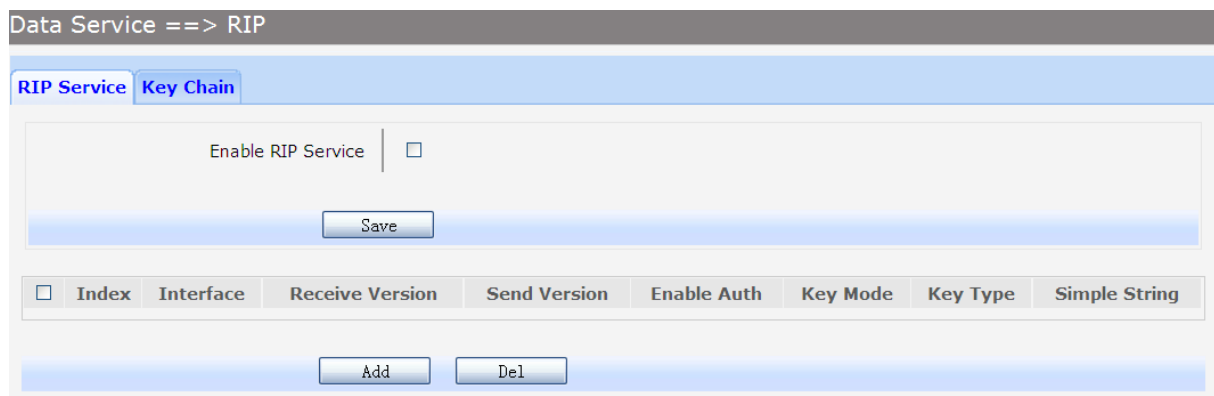 Data Service ==> RIP
RIP Service Key Chain
Enable RIP Service
Save
Index Interface Receive Version Send Version Enable Auth Key Mode Key Type Simple String
Add Del